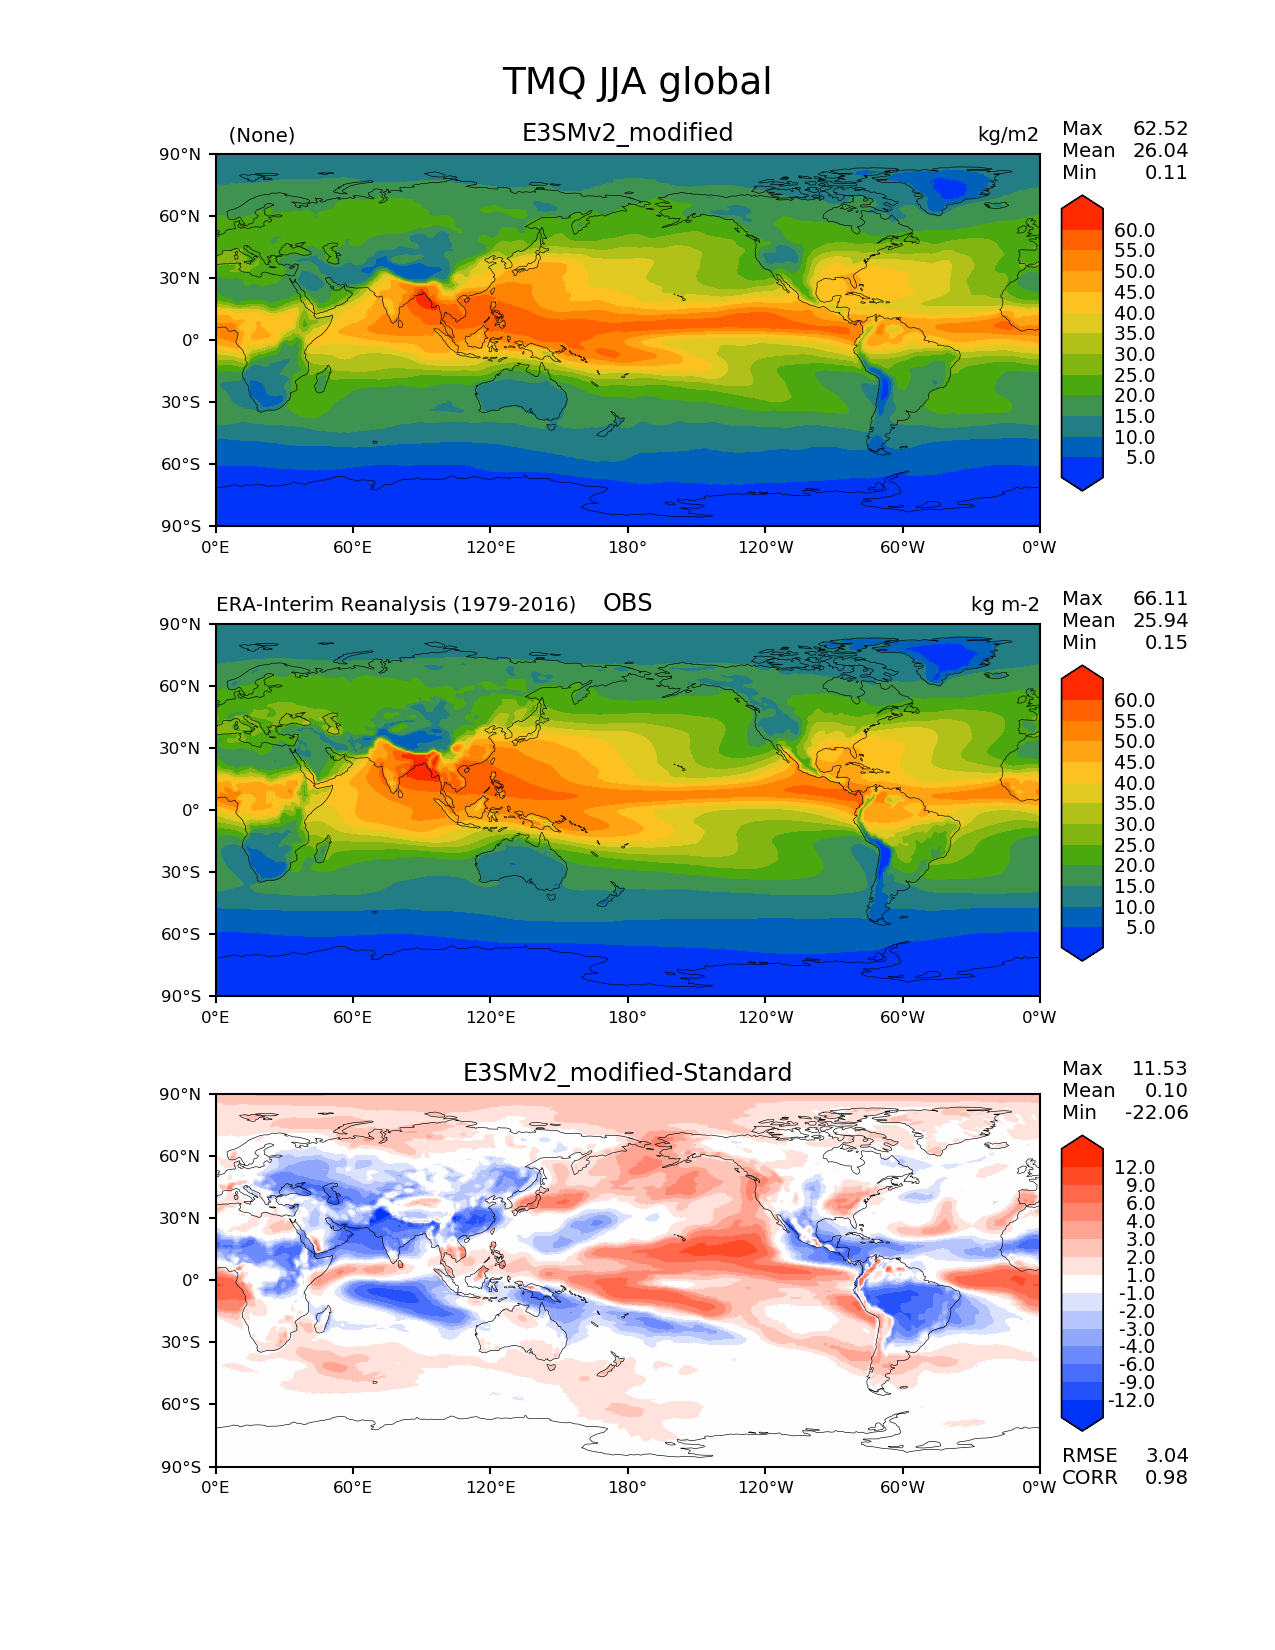 TMQ JJA global
(None) E3SMv2_modified kg/m2
Max 62.52
Mean 26.04
Min 0.11
90°N
60°N
30°N
0°
30°S
60°S
90°S
0°E 60°E 120°E 180° 120°W 60°W 0°W
60.0
55.0
50.0
45.0
40.0
35.0
30.0
25.0
20.0
15.0
10.0
5.0
ERA-Interim Reanalysis (1979-2016) OBS kg m-2
Max 66.11
Mean 25.94
Min 0.15
90°N
60°N
30°N
0°
30°S
60°S
90°S
0°E 60°E 120°E 180° 120°W 60°W 0°W
60.0
55.0
50.0
45.0
40.0
35.0
30.0
25.0
20.0
15.0
10.0
5.0
E3SMv2_modified-Standard
Max 11.53
Mean 0.10
Min -22.06
90°N
60°N
30°N
0°
30°S
60°S
90°S
0°E 60°E 120°E 180° 120°W 60°W 0°W
12.0
9.0
6.0
4.0
3.0
2.0
1.0
-1.0
-2.0
-3.0
-4.0
-6.0
-9.0
-12.0
RMSE 3.04
CORR 0.98